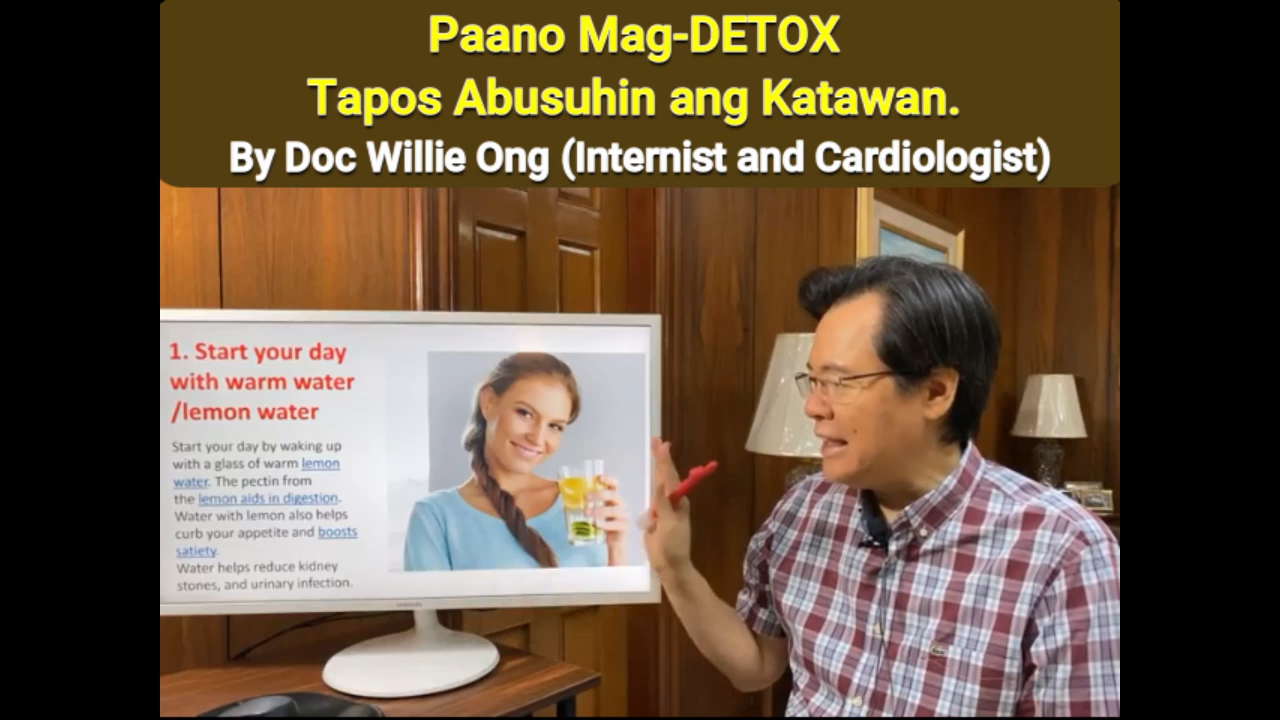 Paano Mag-DETOX
Tapos Abusuhin ang Katawan.
By Doc Willie Ong (Internist and Cardiologist)
1. Start your day
with warm water
/lemon water
Start your day by waking up
with a glass of warm lemon
water. The pectin from
the lemon aids in digestion.
Water with lemon also helps
curb your appetite and boosts
satiety.
Water helps reduce kidney
stones, and urinary infection.